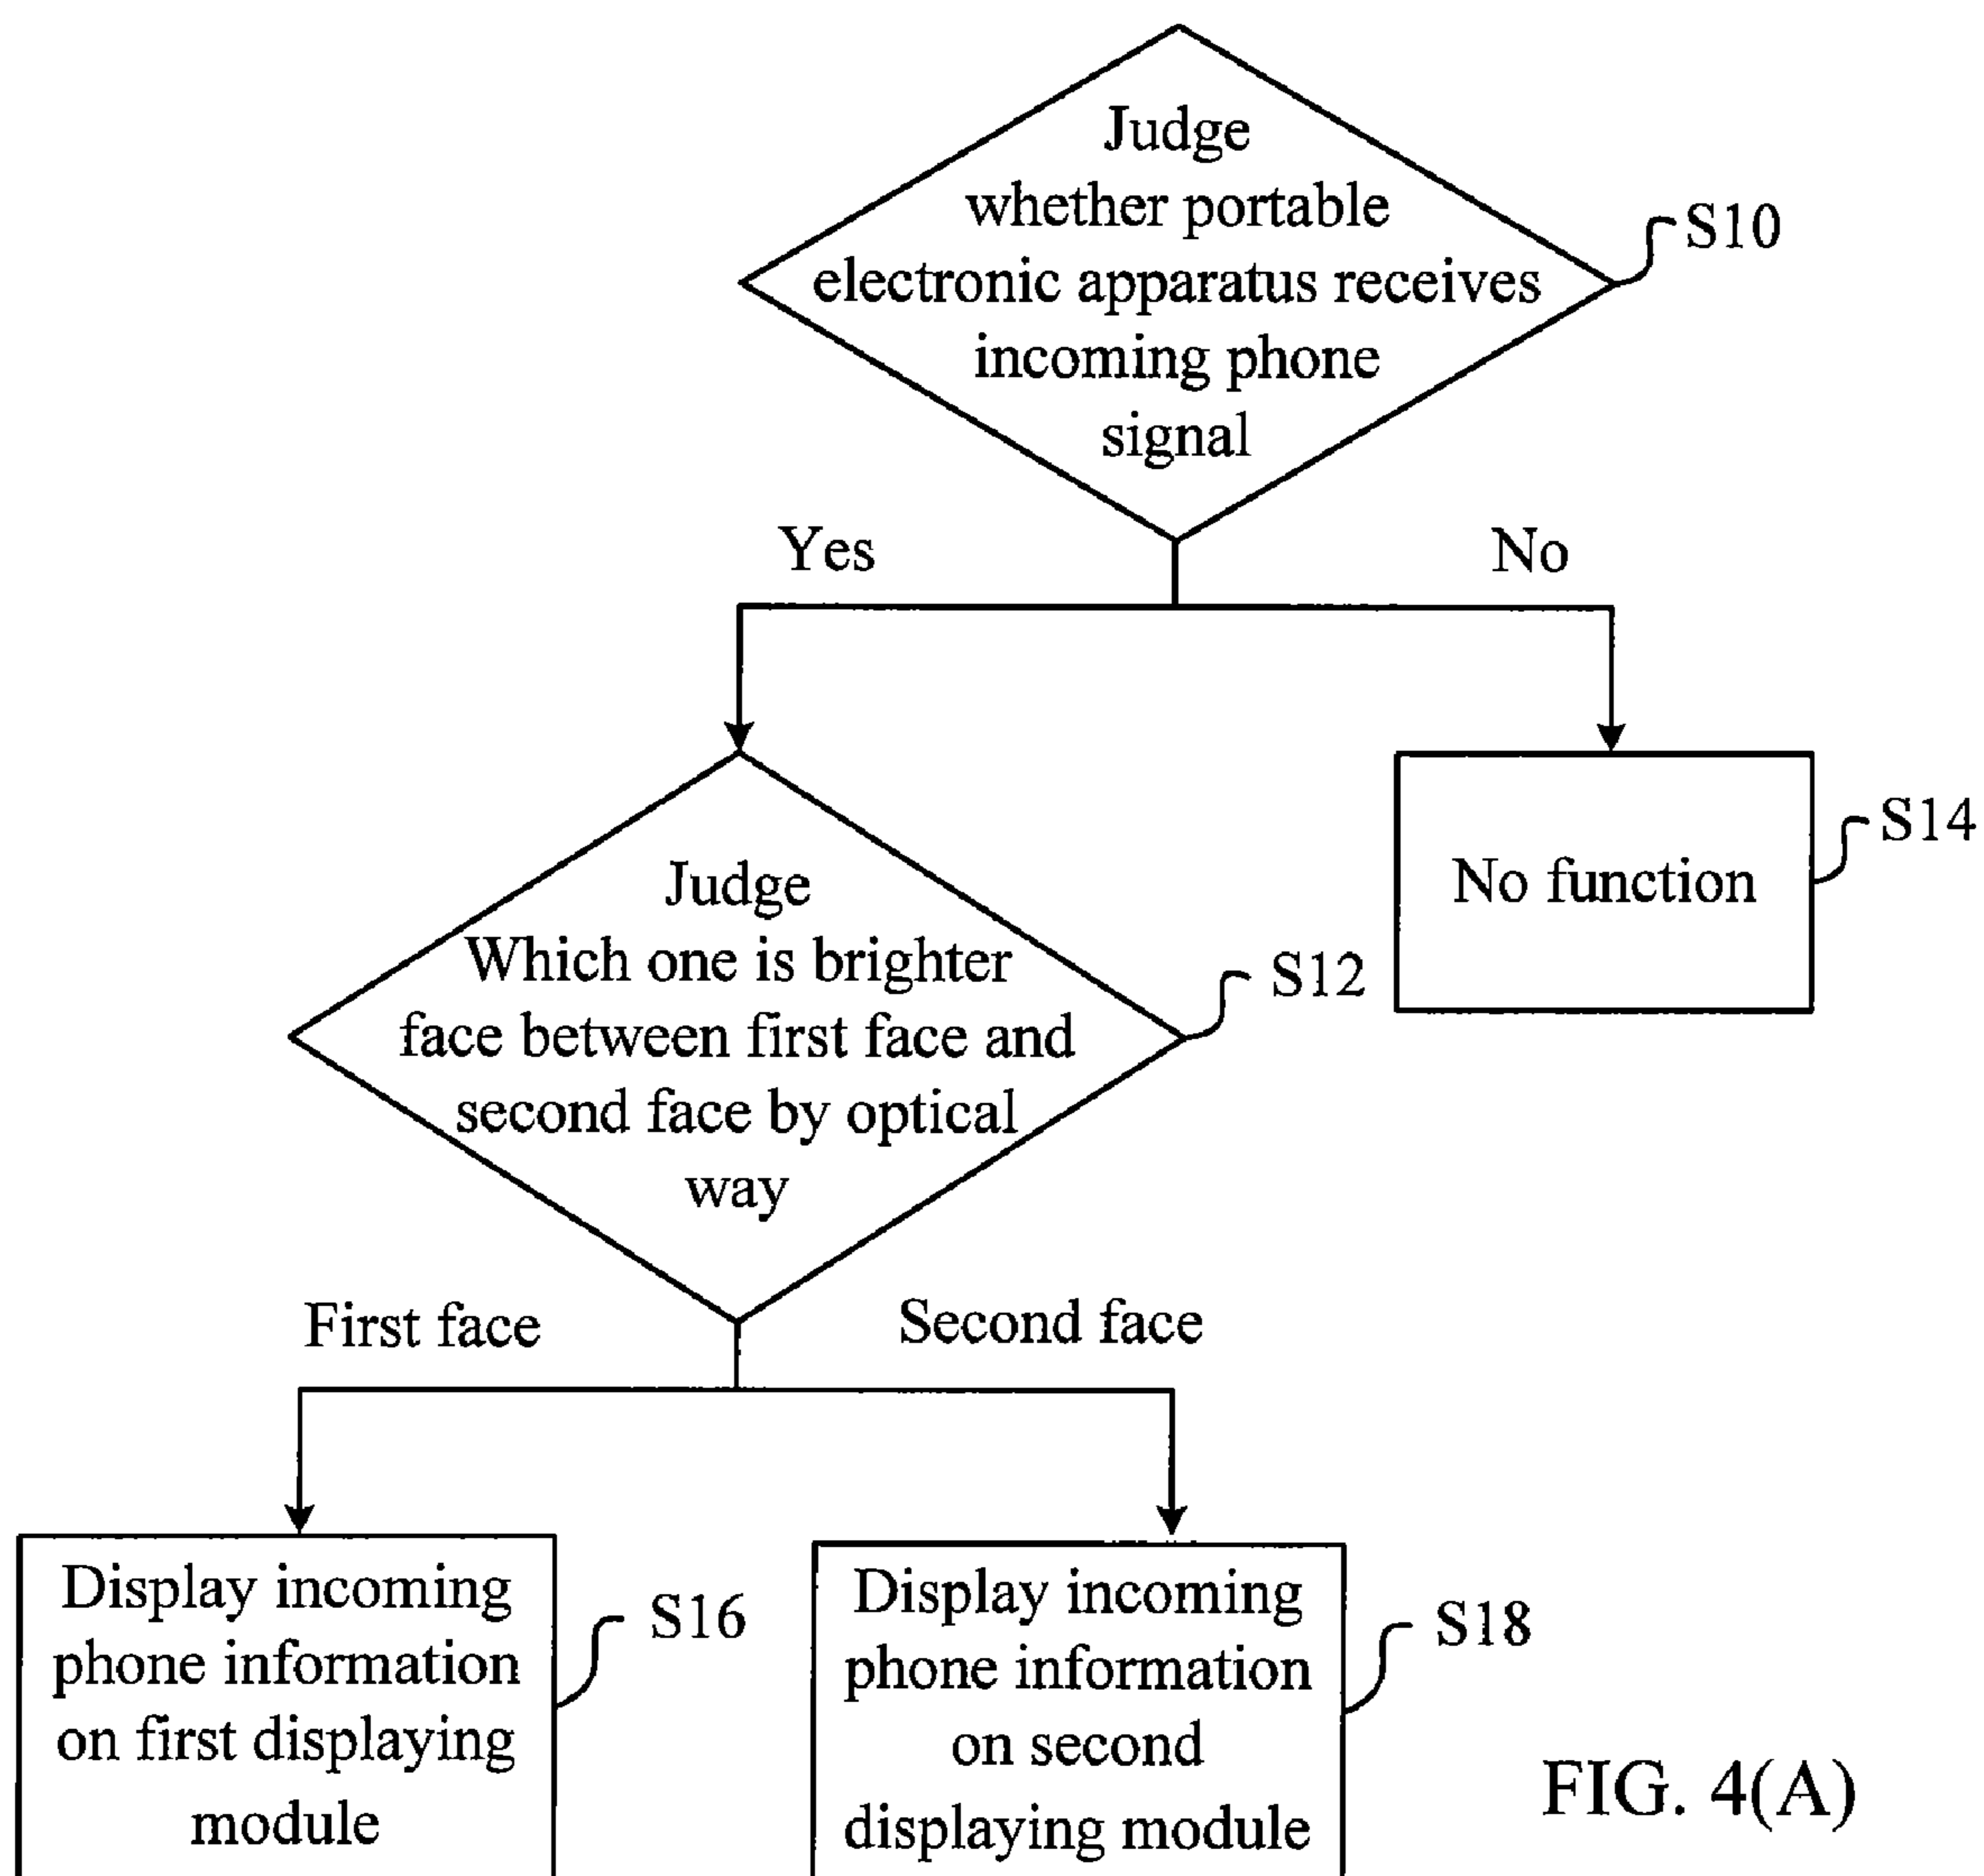 Judge
whether portable
electronic apparatus receives
incoming phone
signal
S10
Yes
No
Judge
Which one is brighter
face between first face and
second face by optical
way
S12
No function
S14
First face
Second face
Display incoming
phone information
on first displaying
module
S16
Display incoming
phone information
on second
displaying module
S18
FIG. 4(A)